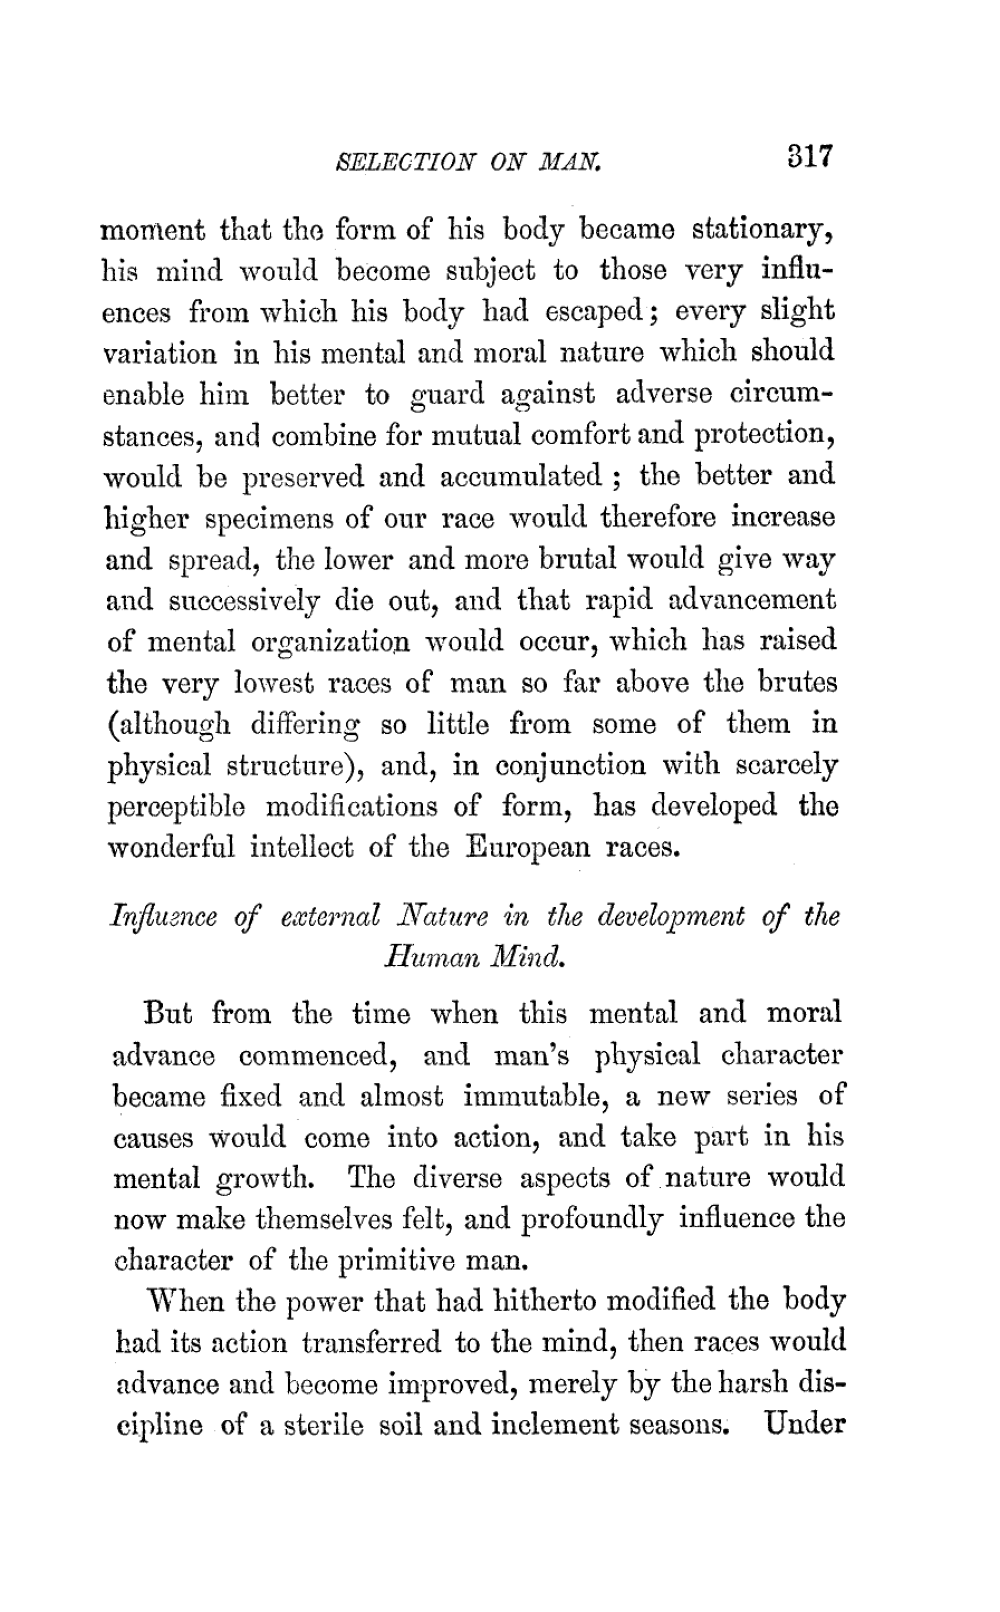 SELECTION ON MAN. 317
moment that the form of his body became stationary,
his mind would become subject to those very influ-
ences from which his body had escaped; every slight
variation in his mental and moral nature which should
enable him better to guard against adverse circum-
stances, and combine for mutual comfort and protection,
would be preserved and accumulated; the better and
higher specimens of our race would therefore increase
and spread, the lower and more brutal would give way
and successively die out, and that rapid advancement
of mental organization would occur, which has raised
the very lowest races of man so far above the brutes
(although differing so little from some of them in
physical structure), and, in conjunction with scarcely
perceptible modifications of form, has developed the
wonderful intellect of the European races.
Influence of external Nature in the development of the
Human Mind.
But from the time when this mental and moral
advance commenced, and man's physical character
became fixed and almost immutable, a new series of
causes would come into action, and take part in his
mental growth. The diverse aspects of nature would
now make themselves felt, and profoundly influence the
character of the primitive man.
When the power that had hitherto modified the body
had its action transferred to the mind, then races would
advance and become improved, merely by the harsh dis-
cipline of a sterile soil and inclement seasons. Under